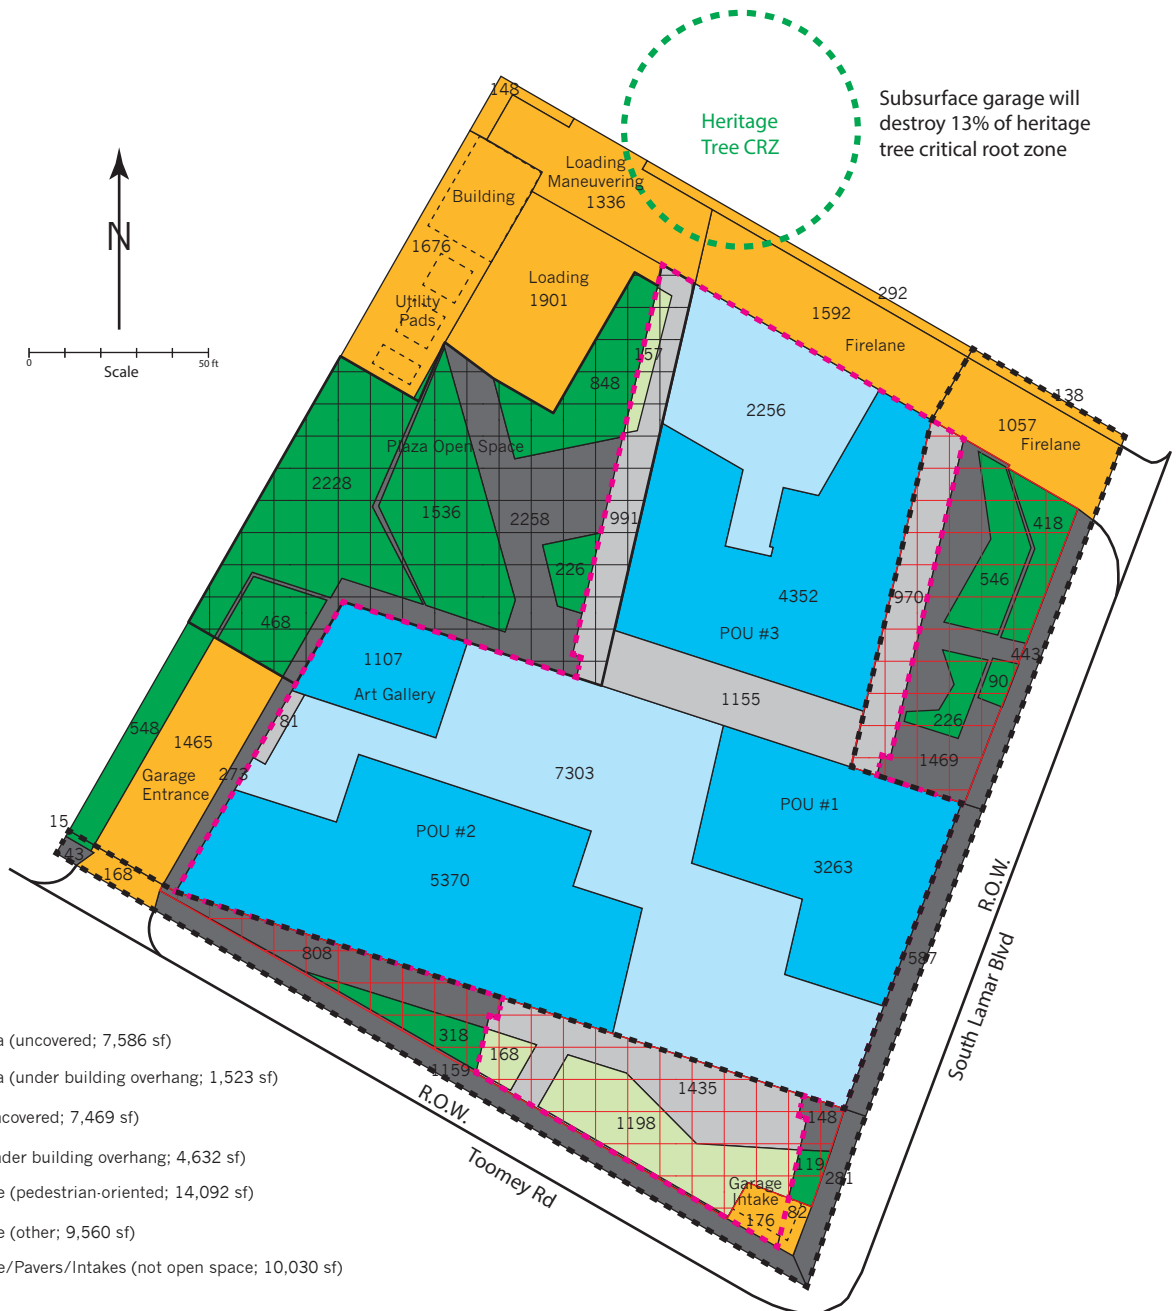 148
Heritage
Tree CRZ
Subsurface garage will
destroy 13% of heritage
tree critical root zone
N
0
50 ft
Scale
Loading
Maneuvering
1336
Building
1676
Utility
Pads
Loading
1901
292
1592
Firelane
138
1057
Firelane
157
848
2256
Plaza Open Space
2228
1536
2258
991
226
468
418
546
970
4352
POU #3
443
90
226
1469
1107
Art Gallery
1155
81
548
1465
Garage
Entrance
273
7303
POU #1
3263
POU #2
5370
15
43
168
808
587
R.O.W.
South Lamar Blvd
318
168
1159
1435
1198
148
119
281
Garage
Intake
176
82
R.O.W.
Toomey Rd
a (uncovered; 7,586 sf)
a (under building overhang; 1,523 sf)
covered; 7,469 sf)
der building overhang; 4,632 sf)
e (pedestrian-oriented; 14,092 sf)
e (other; 9,560 sf)
e/Pavers/Intakes (not open space; 10,030 sf)